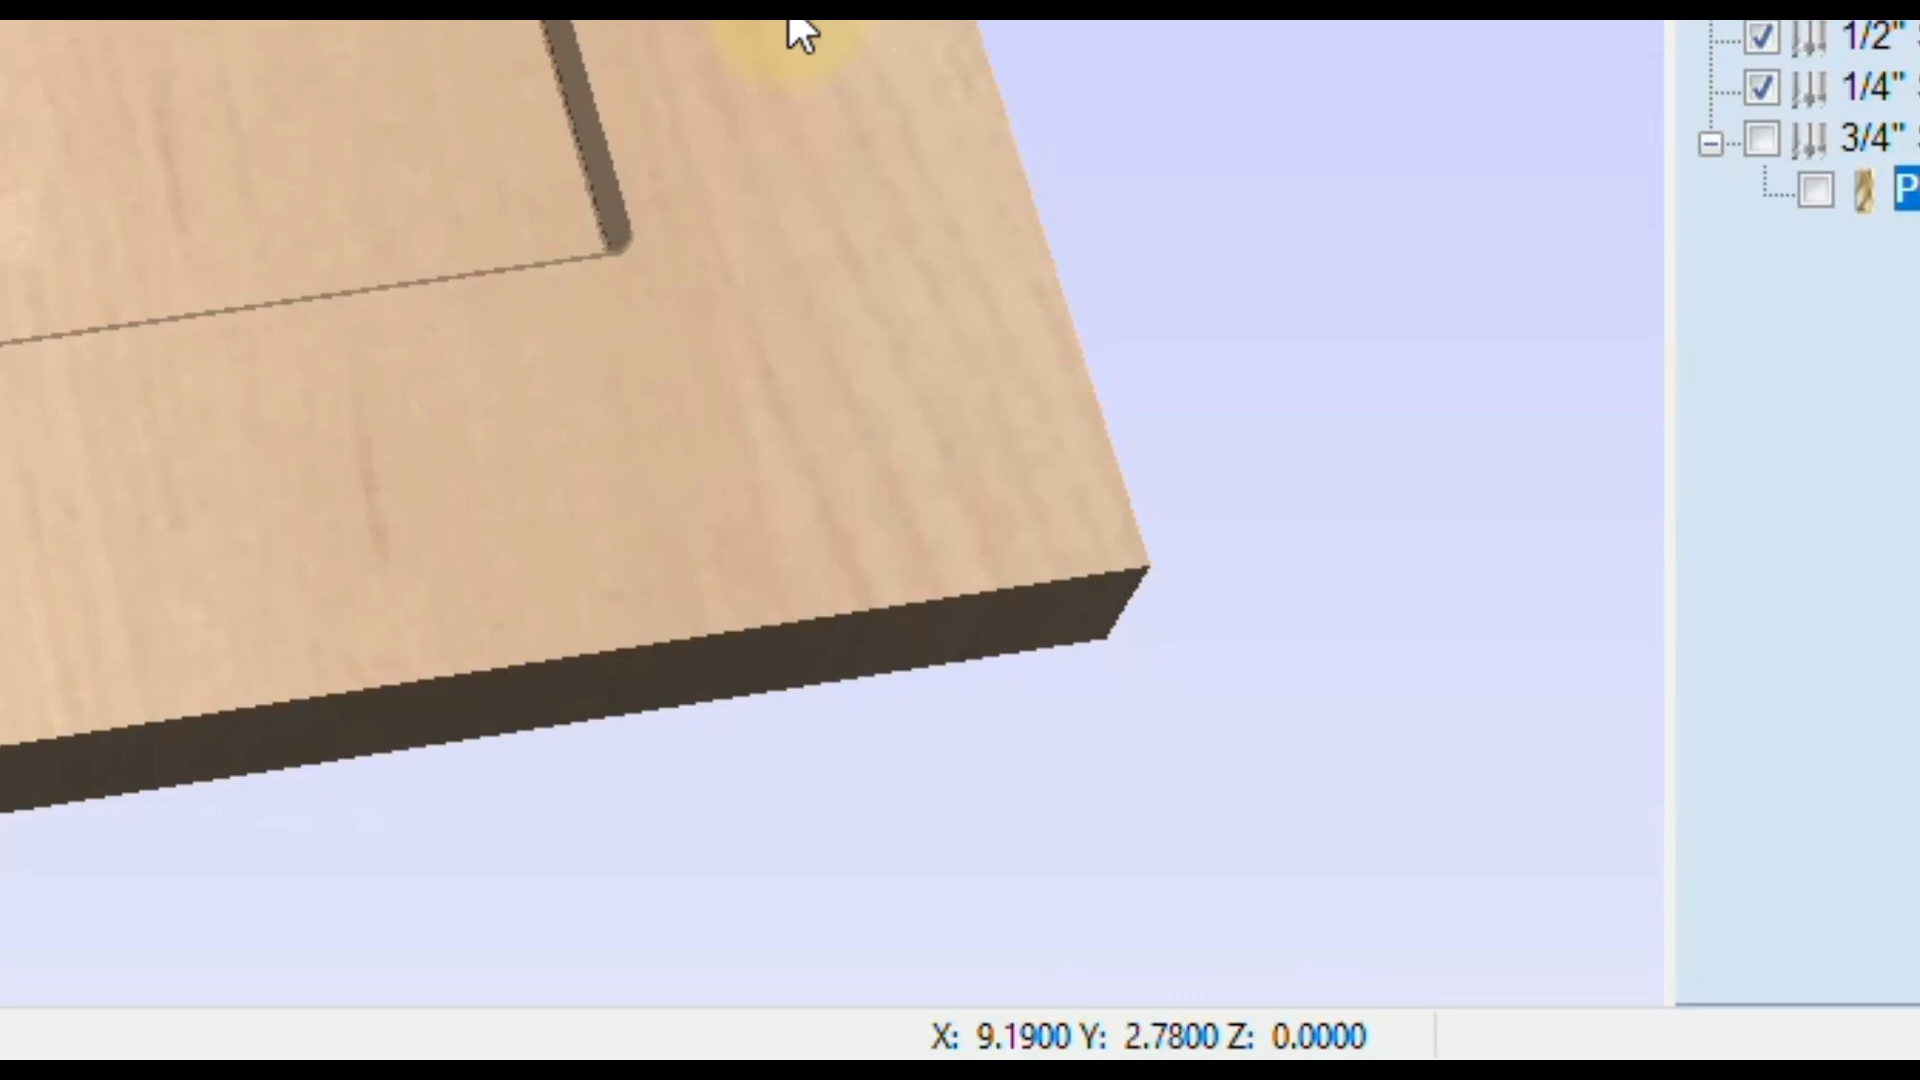 1/2" S
1/4" S
3/4" S
P
X: 9.1900 Y: 2.7800 Z: 0.0000